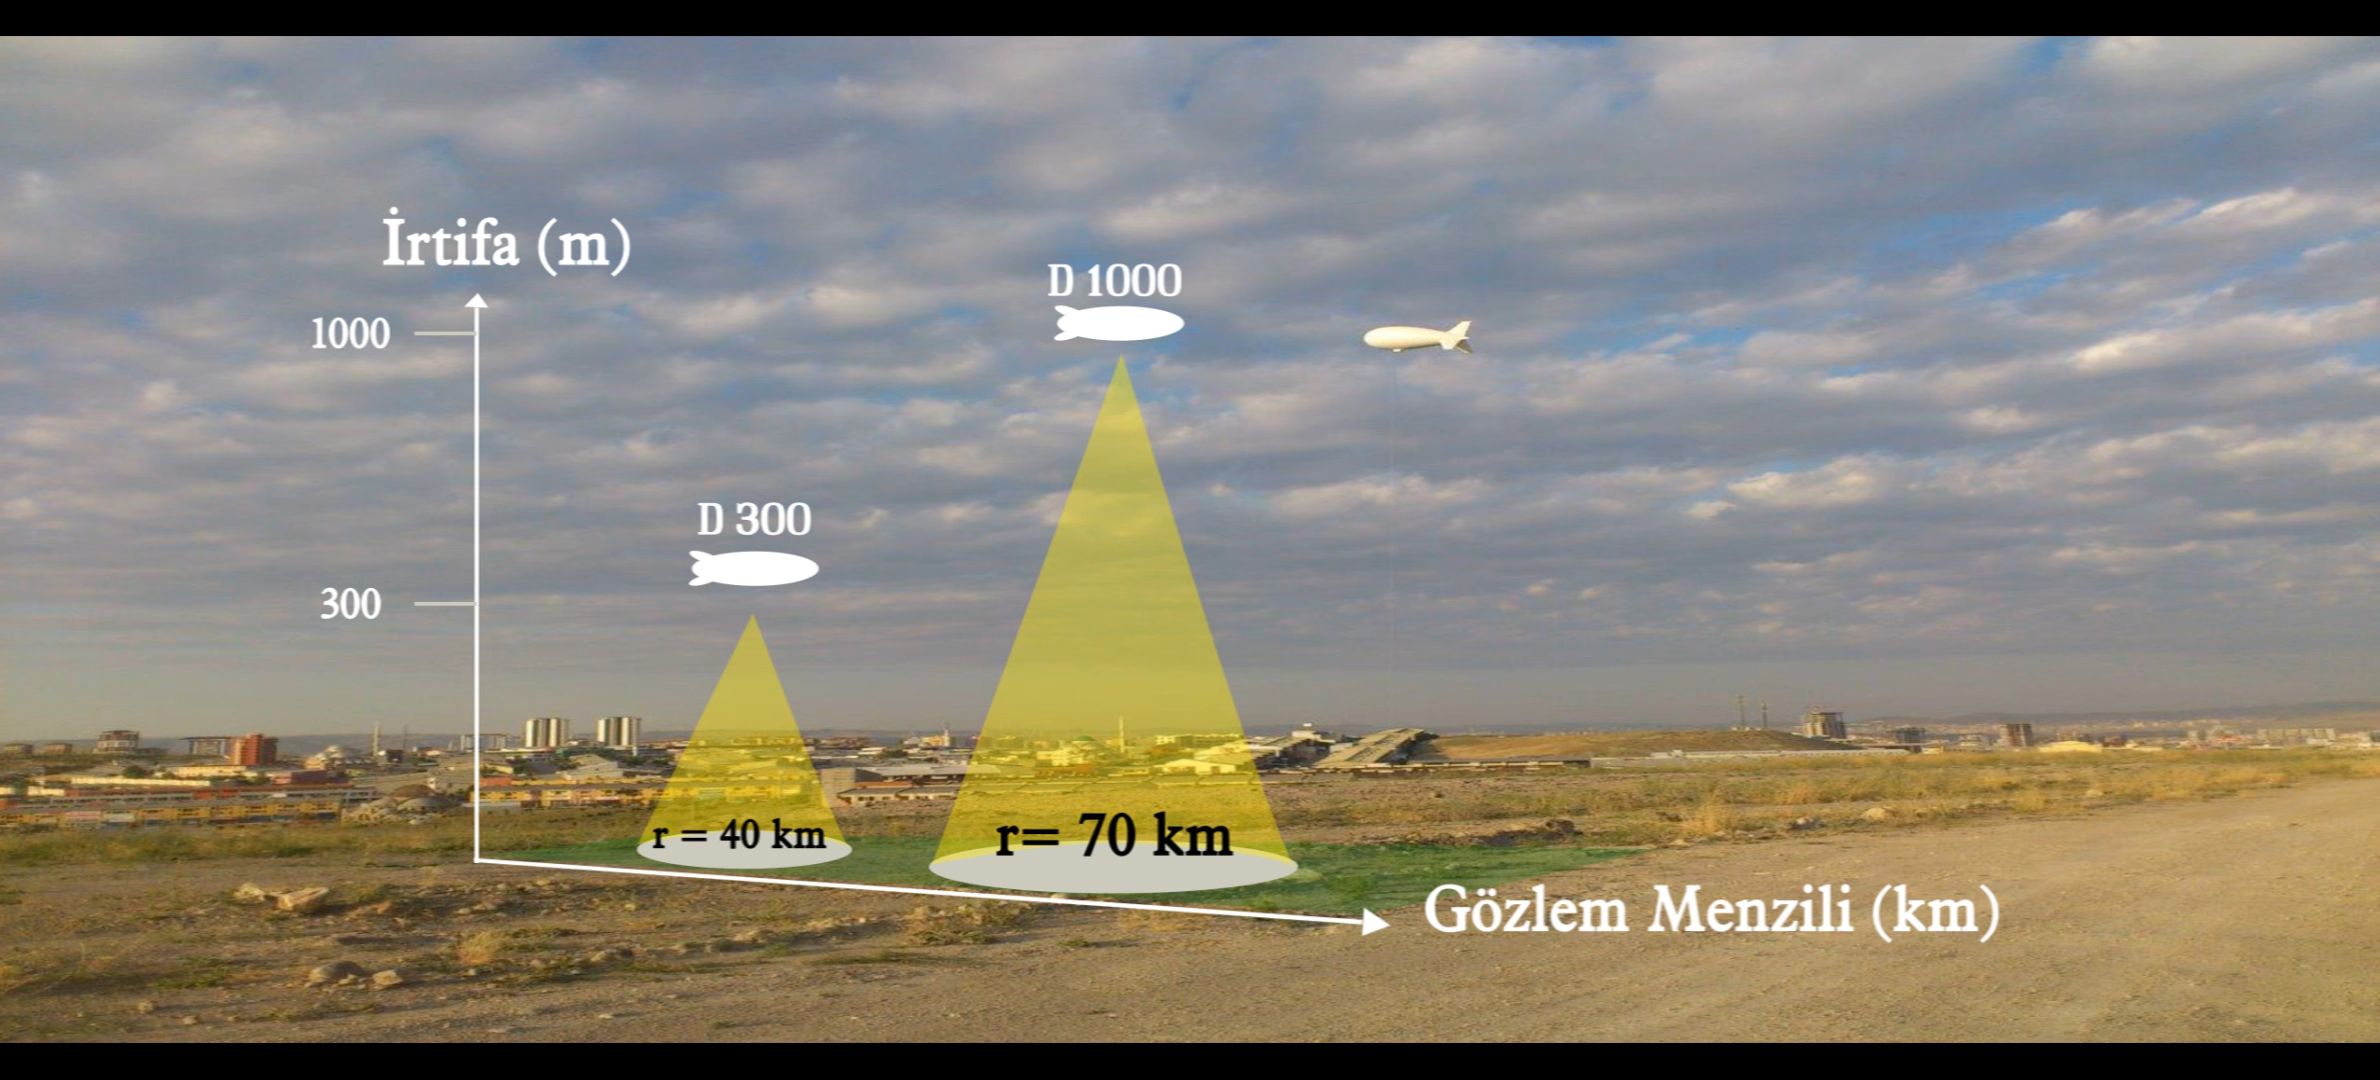 İrtifa (m)
1000
D 1000
D 300
300
r = 40 km
r= 70 km
Gözlem Menzili (km)